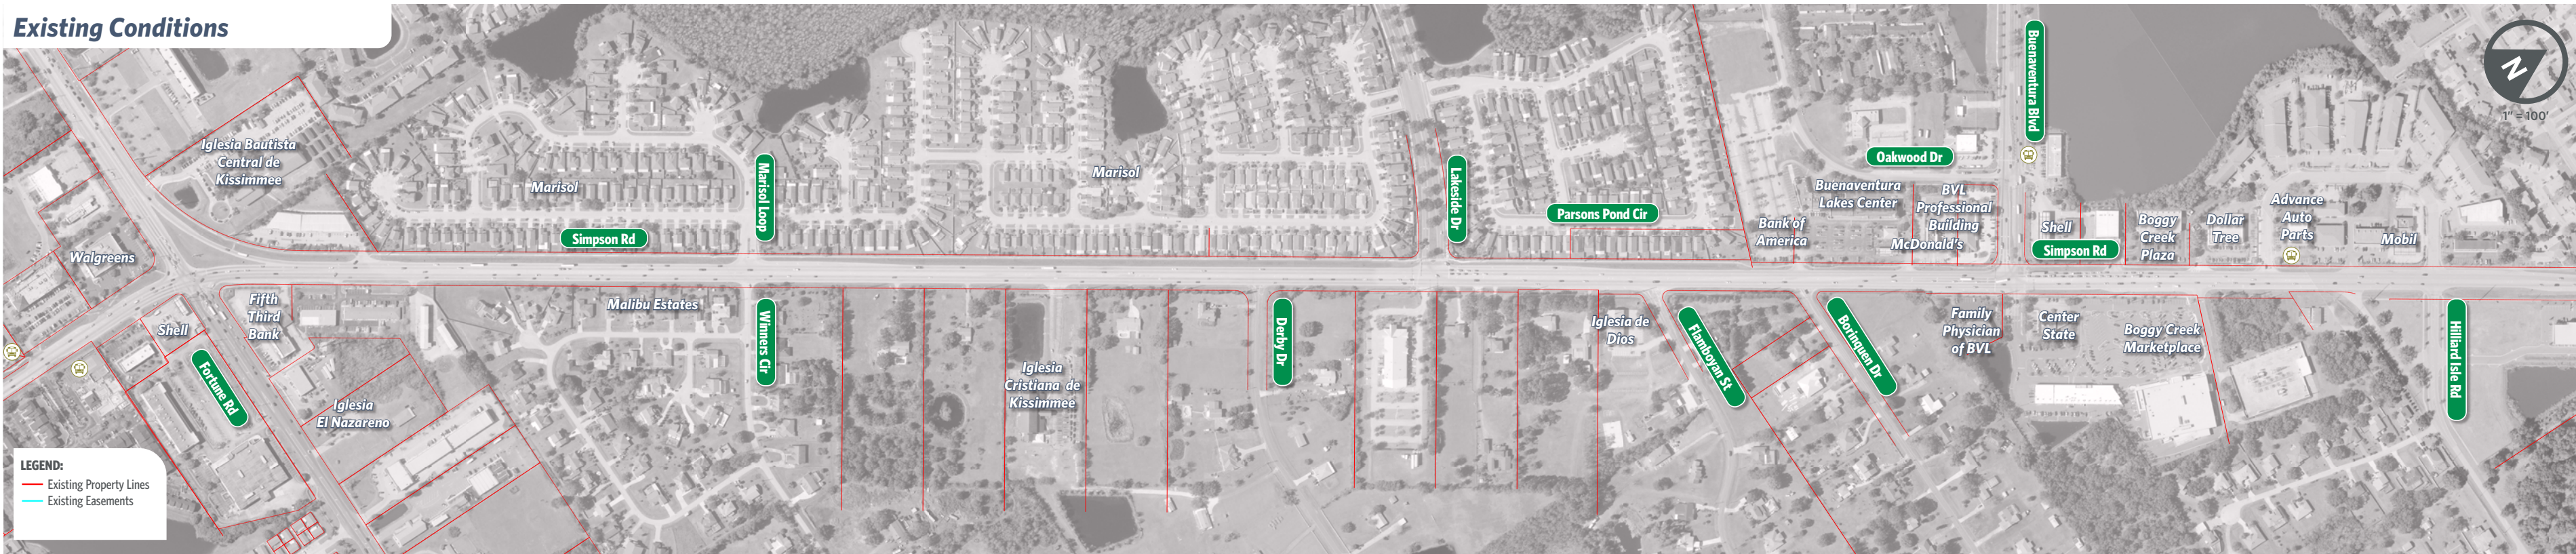 Existing Conditions
N
1" = 100'
Buenaventura Blvd
Iglesia Bautista
Central de
Kissimmee
Marisol
Marisol Loop
Marisol
Lakeside Dr
Oakwood Dr
Parsons Pond Cir
Buenaventura
Lakes Center
BVL
Professional
Building
Bank of
America
McDonald's
Shell
Boggy
Creek
Plaza
Dollar
Tree
Advance
Auto
Parts
Mobil
Walgreens
Simpson Rd
Simpson Rd
Fifth
Third
Bank
Shell
Fortune Rd
Iglesia
El Nazareno
Malibu Estates
Winners Cir
Iglesia
Cristiana de
Kissimmee
Derby Dr
Iglesia de
Dios
Flamboyan St
Borinquen Dr
Family
Physician
of BVL
Center
State
Boggy Creek
Marketplace
Hilliard Isle Rd
LEGEND:
Existing Property Lines
Existing Easements